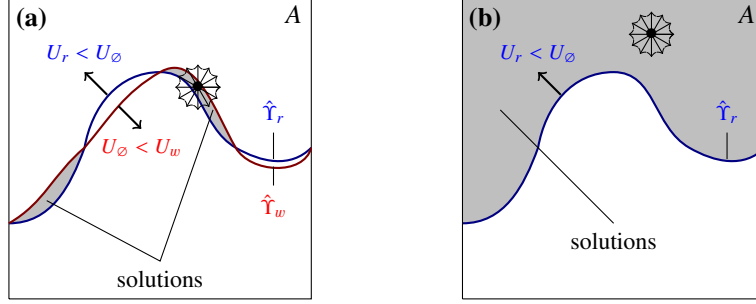 (a)
A
U_r < U_∅
U_∅ < U_w
Υ̂_r
Υ̂_w
solutions
(b)
A
U_r < U_∅
Υ̂_r
solutions